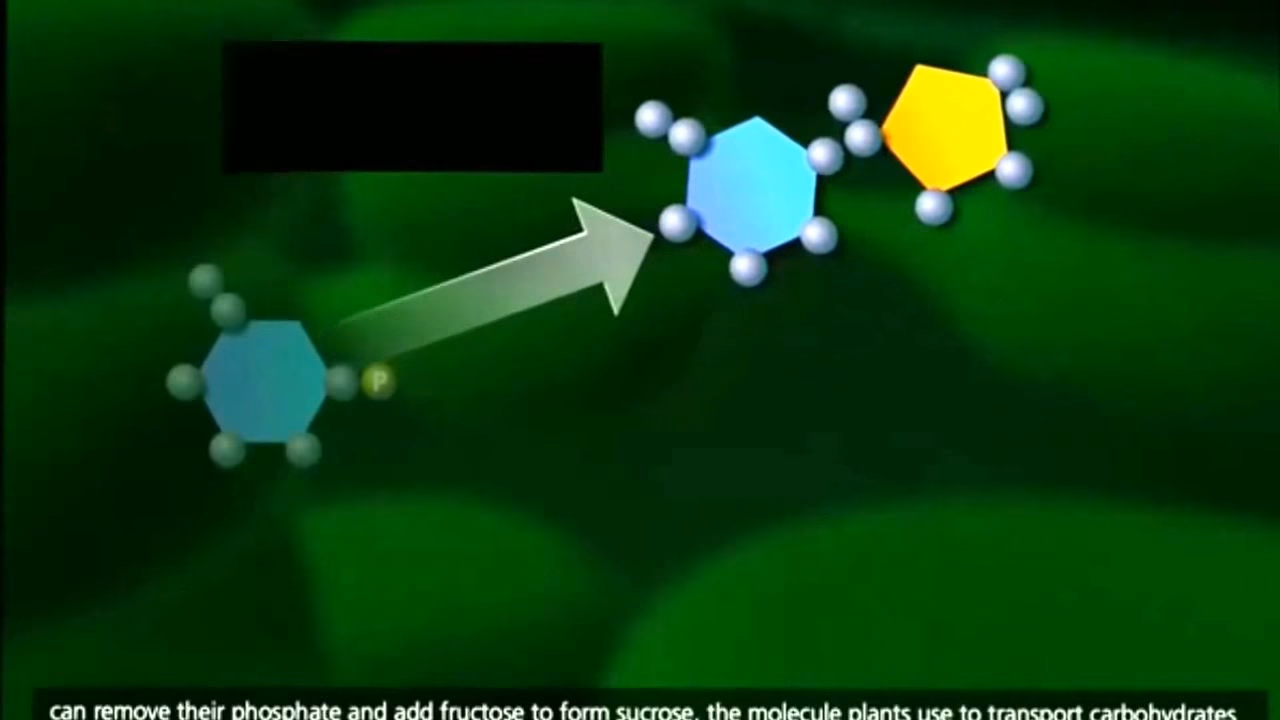 P
can remove their phosphate and add fructose to form sucrose, the molecule plants use to transport carbohydrates